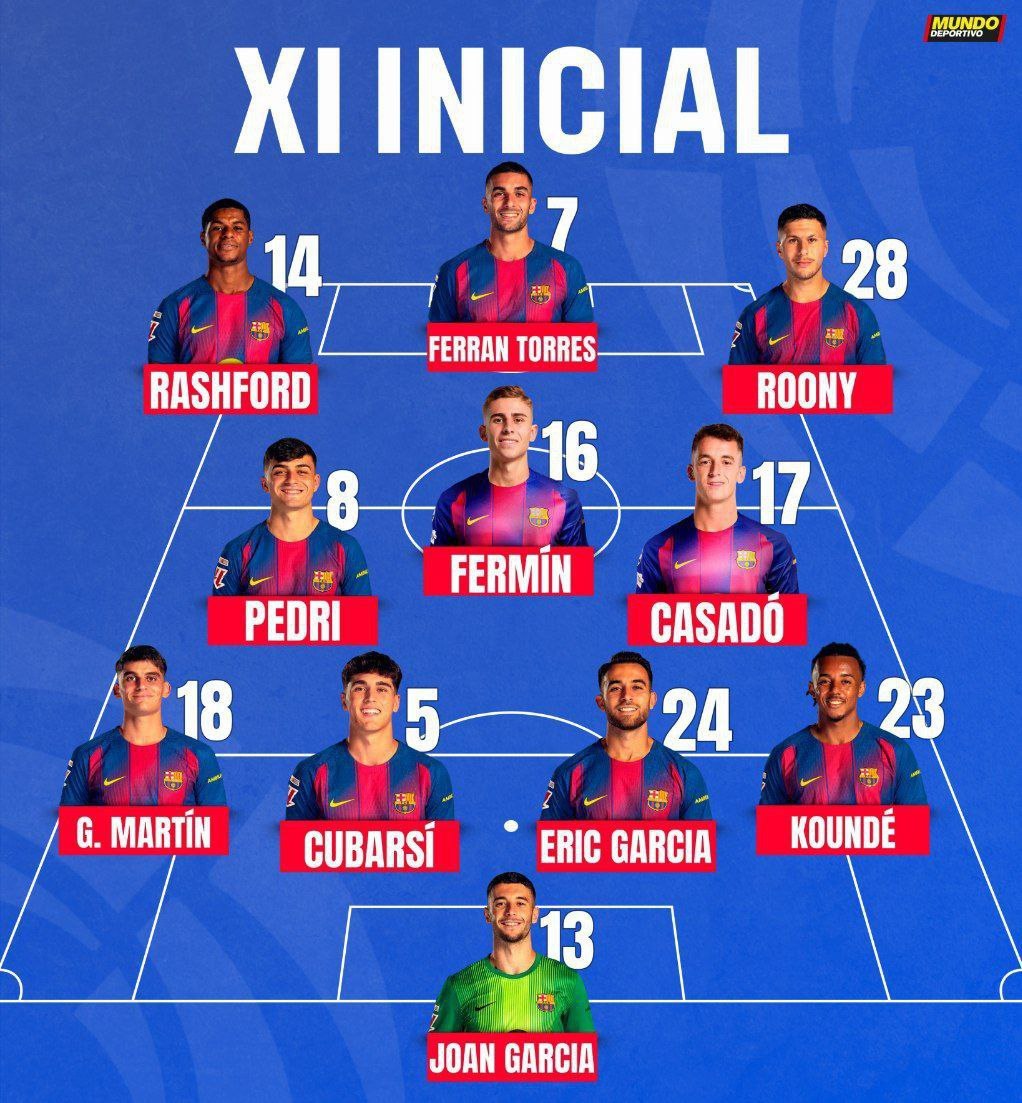 MUNDO
DEPORTIVO
XI INICIAL
14
RASHFORD
7
FERRAN TORRES
28
ROONY
8
PEDRI
16
FERMÍN
17
CASADÓ
18
G. MARTÍN
5
CUBARSÍ
24
ERIC GARCIA
23
KOUNDÉ
13
JOAN GARCIA